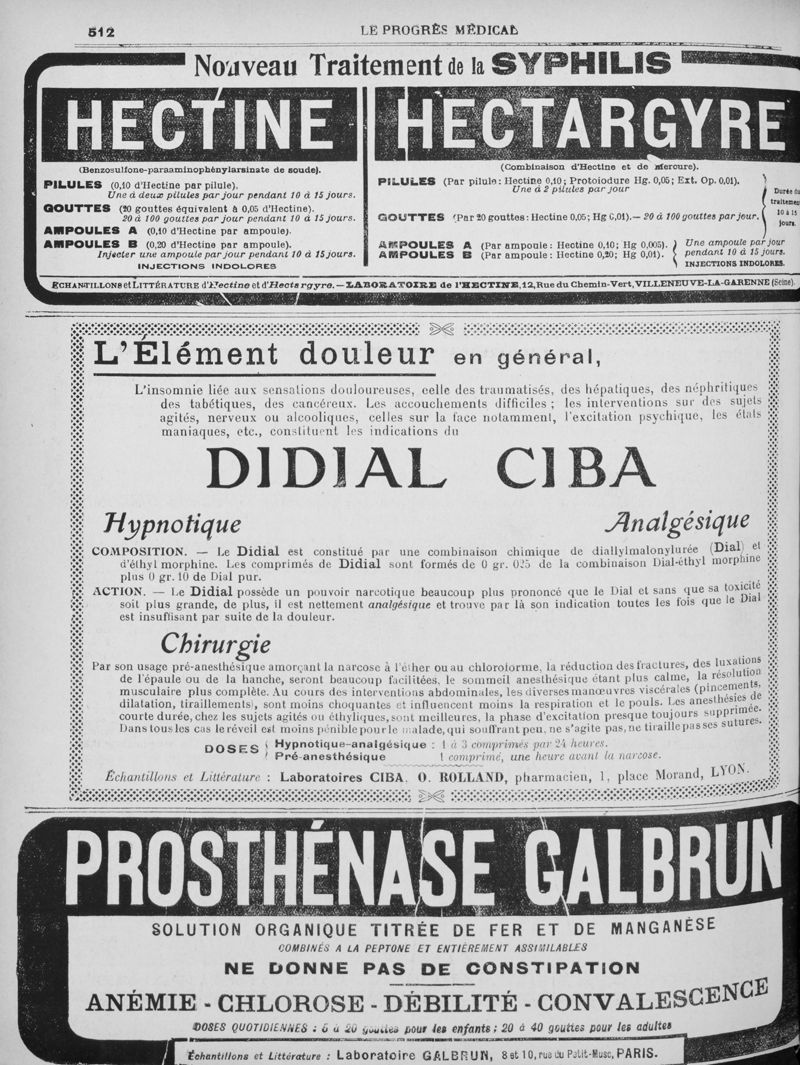 512
LE PROGRÈS MÉDICAL
Nouveau Traitement de la SYPHILIS
HECTINE
(Benzosulfone-paraaminophénylarsinate de soude).
PILULES (0,10 d'Hectine par pilule).
Une à deux pilules par jour pendant 10 à 15 jours.
GOUTTES (20 gouttes équivalent à 0,05 d'Hectine).
20 à 100 gouttes par jour pendant 10 à 15 jours.
AMPOULES A (0,10 d'Hectine par ampoule).
AMPOULES B (0,20 d'Hectine par ampoule).
Injecter une ampoule par jour pendant 10 à 15 jours.
INJECTIONS INDOLORES
HECTARGYRE
(Combinaison d'Hectine et de Mercure).
PILULES (Par pilule: Hectine 0,10; Protoiodure Hg. 0,05; Ext. Op. 0,01).
Une à 2 pilules par jour
GOUTTES (Par 20 gouttes: Hectine 0,05; Hg 0,01).— 20 à 100 gouttes par jour.
Durée du
traitement
10 à 15
jours.
AMPOULES A (Par ampoule: Hectine 0,10; Hg 0,005).
AMPOULES B (Par ampoule: Hectine 0,20; Hg 0,01).
Une ampoule par jour
pendant 10 à 15 jours.
INJECTIONS INDOLORES.
ÉCHANTILLONS et LITTÉRATURE d'Hectine et d'Hectargyre. — LABORATOIRE de l'HECTINE, 12, Rue du Chemin-Vert, VILLENEUVE-LA-GARENNE (Seine).
L'Élément douleur en général,
L'insomnie liée aux sensations douloureuses, celle des traumatisés, des hépatiques, des néphritiques
des tabétiques, des cancéreux. Les accouchements difficiles; les interventions sur des sujets
agités, nerveux ou alcooliques, celles sur la face notamment, l'excitation psychique, les états
maniaques, etc., constituent les indications du
DIDIAL CIBA
Hypnotique Analgésique
COMPOSITION. — Le Didial est constitué par une combinaison chimique de diallylmalonylurée (Dial) et
d'éthyl morphine. Les comprimés de Didial sont formés de 0 gr. 025 de la combinaison Dial-éthyl morphine
plus 0 gr. 10 de Dial pur.
ACTION. — Le Didial possède un pouvoir narcotique beaucoup plus prononcé que le Dial et sans que sa toxicité
soit plus grande, de plus, il est nettement analgésique et trouve par là son indication toutes les fois que le Dial
est insuffisant par suite de la douleur.
Chirurgie
Par son usage pré-anesthésique amorçant la narcose à l'éther ou au chloroforme, la réduction des fractures, des luxations
de l'épaule ou de la hanche, seront beaucoup facilitées, le sommeil anesthésique étant plus calme, la résolution
musculaire plus complète. Au cours des interventions abdominales, les diverses manœuvres viscérales (pincements,
dilatation, tiraillements), sont moins choquantes et influencent moins la respiration et le pouls. Les anesthésies de
courte durée, chez les sujets agités ou éthyliques, sont meilleures, la phase d'excitation presque toujours supprimée.
Dans tous les cas le réveil est moins pénible pour le malade, qui souffrant peu, ne s'agite pas, ne tiraille pas ses sutures.
DOSES
Hypnotique-analgésique : 1 à 3 comprimés par 24 heures.
Pré-anesthésique 1 comprimé, une heure avant la narcose.
Échantillons et Littérature : Laboratoires CIBA. O. ROLLAND, pharmacien, 1, place Morand, LYON.
PROSTHÉNASE GALBRUN
SOLUTION ORGANIQUE TITRÉE DE FER ET DE MANGANÈSE
COMBINÉS A LA PEPTONE ET ENTIÈREMENT ASSIMILABLES
NE DONNE PAS DE CONSTIPATION
ANÉMIE - CHLOROSE - DÉBILITÉ - CONVALESCENCE
DOSES QUOTIDIENNES : 5 à 20 gouttes pour les enfants; 20 à 40 gouttes pour les adultes
Échantillons et Littérature : Laboratoire GALBRUN, 8 et 10, rue du Petit-Musc, PARIS.